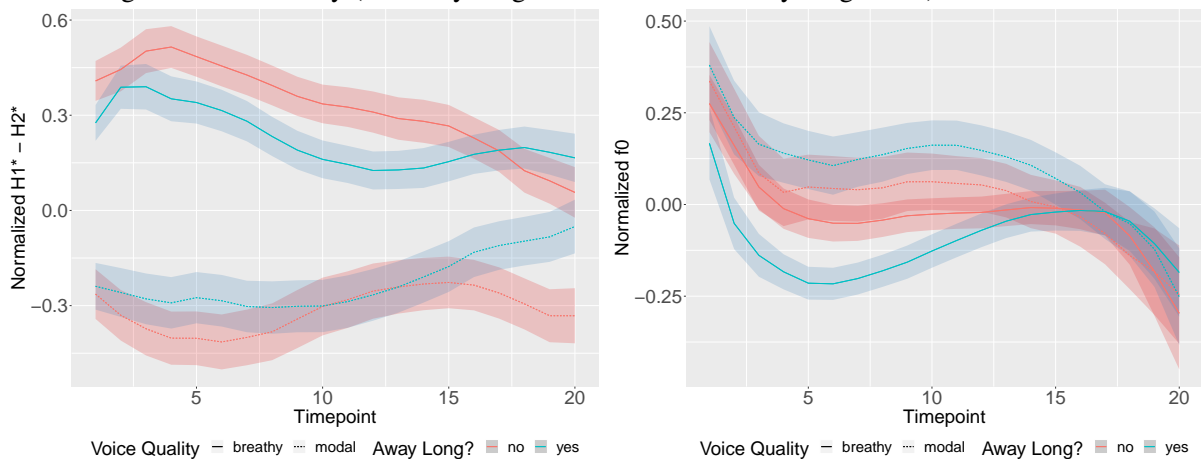 0.6
0.3
0.0
−0.3
Normalized H1* − H2*
5
10
15
20
Timepoint
Voice Quality breathy modal Away Long? no yes
0.50
0.25
0.00
−0.25
Normalized f0
5
10
15
20
Timepoint
Voice Quality breathy modal Away Long? no yes